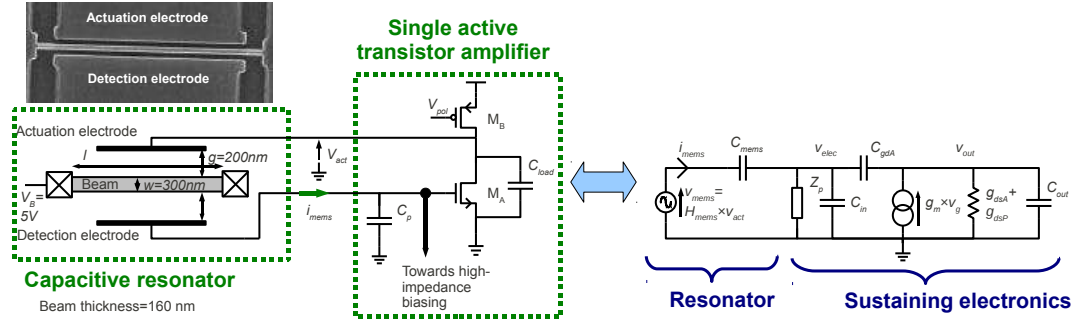 Actuation electrode
Detection electrode
Single active
transistor amplifier
Actuation electrode
l
g=200nm
Beam
w=300nm
V_B=
5V
Detection electrode
Capacitive resonator
Beam thickness=160 nm
V_pol
M_B
V_act
C_load
M_A
i_mems
C_p
Towards high-
impedance
biasing
i_mems
C_mems
v_elec
C_gdA
v_out
v_mems=
H_mems×v_act
Z_p
C_in
g_m×v_g
g_dsA+
g_dsP
C_out
Resonator
Sustaining electronics